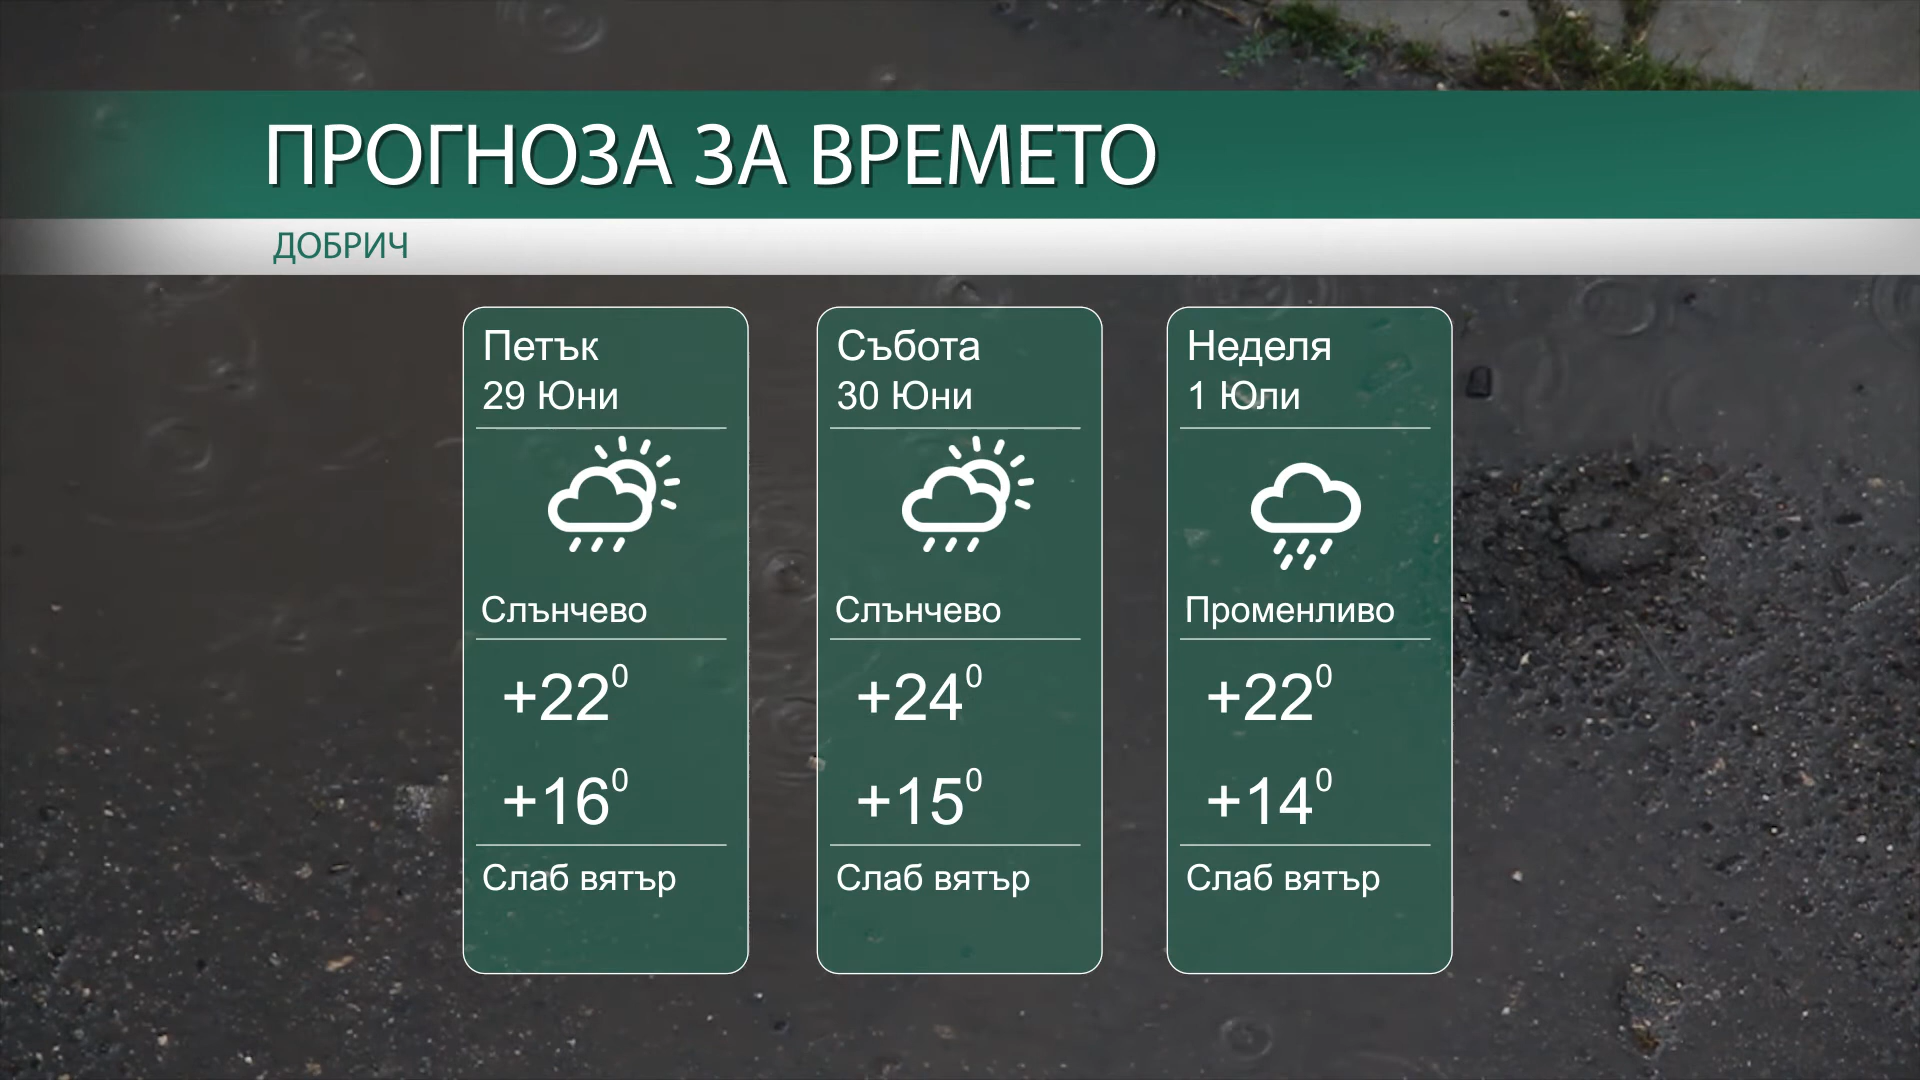 ПРОГНОЗА ЗА ВРЕМЕТО
ДОБРИЧ
Петък
29 Юни
Слънчево
+22⁰
+16⁰
Слаб вятър
Събота
30 Юни
Слънчево
+24⁰
+15⁰
Слаб вятър
Неделя
1 Юли
Променливо
+22⁰
+14⁰
Слаб вятър